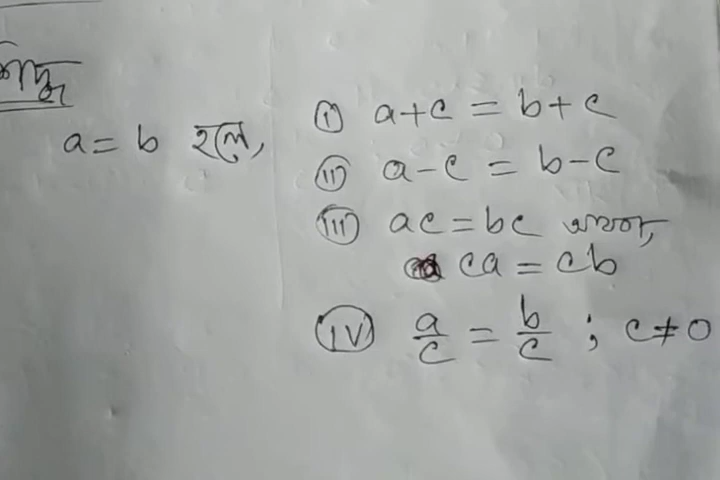 a = b হলে,
(i) a + c = b + c
(ii) a - c = b - c
(iii) ac = bc অথবা,
ca = cb
(iv) a/c = b/c ; c ≠ 0